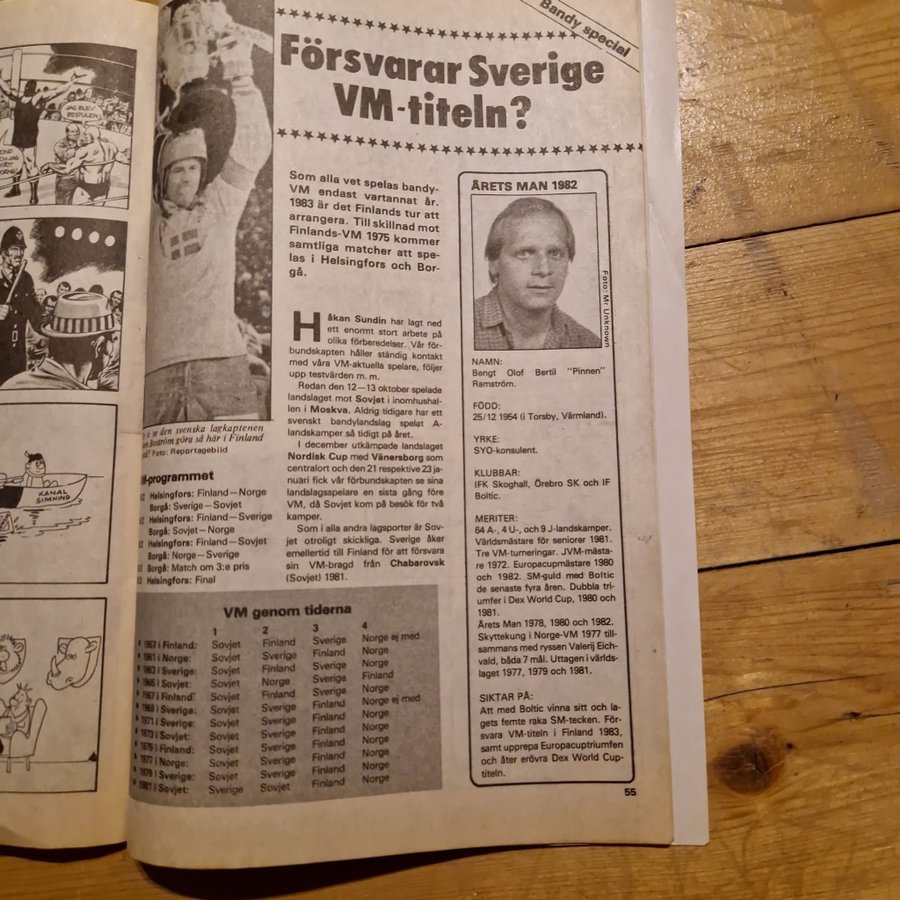 JAG BLEV
BESTULEN
KANAL
SIMNING
Bandy special
Försvarar Sverige
VM-titeln?
Som alla vet spelas bandy-
VM endast vartannat år.
1983 är det Finlands tur att
arrangera. Till skillnad mot
Finlands-VM 1975 kommer
samtliga matcher att spe-
las i Helsingfors och Bor-
gå.
Håkan Sundin har lagt ned
ett enormt stort arbete på
olika förberedelser. Vår för-
bundskapten håller ständig kontakt
med våra VM-aktuella spelare, följer
upp testvärden m. m.
Redan den 12—13 oktober spelade
landslaget mot Sovjet i inomhushal-
len i Moskva. Aldrig tidigare har ett
svenskt bandylandslag spelat A-
landskamper så tidigt på året.
I december utkämpade landslaget
Nordisk Cup med Vänersborg som
centralort och den 21 respektive 23 ja-
nuari fick vår förbundskapten se sina
landslagsspelare en sista gång före
VM, då Sovjet kom på besök för två
kamper.
Som i alla andra lagsporter är Sov-
jet otroligt skickliga. Sverige åker
emellertid till Finland för att försvara
sin VM-bragd från Chabarovsk
(Sovjet) 1981.
se den svenska lagkaptenen
Boström göra så här i Finland
Foto: Reportagebild
M-programmet
Helsingfors: Finland—Norge
Borgå: Sverige—Sovjet
Helsingfors: Finland—Sverige
Borgå: Sovjet—Norge
Helsingfors: Finland—Sovjet
Borgå: Norge—Sverige
Borgå: Match om 3:e pris
Helsingfors: Final
VM genom tiderna
1 2 3 4
1957 i Finland: Sovjet Finland Sverige Norge ej med
1961 i Norge: Sovjet Finland Sverige Norge
1963 i Sverige: Sovjet Finland Sverige Norge
1965 i Sovjet: Sovjet Norge Sverige Finland
1967 i Finland: Sovjet Finland Sverige Norge
1969 i Sverige: Sovjet Sverige Finland Norge ej med
1971 i Sverige: Sovjet Sverige Finland Norge
1973 i Sovjet: Sovjet Sverige Finland Norge
1975 i Finland: Sovjet Sverige Finland Norge
1977 i Norge: Sovjet Sverige Finland Norge
1979 i Sverige: Sovjet Sverige Finland Norge
1981 i Sovjet: Sverige Sovjet Finland Norge
ÅRETS MAN 1982
Foto: Mr Unknown
NAMN:
Bengt Olof Bertil "Pinnen"
Ramström.
FÖDD:
25/12 1954 (i Torsby, Värmland).
YRKE:
SYO-konsulent.
KLUBBAR:
IFK Skoghall, Örebro SK och IF
Boltic.
MERITER:
64 A-, 4 U-, och 9 J-landskamper.
Världsmästare för seniorer 1981.
Tre VM-turneringar. JVM-mästa-
re 1972. Europacupmästare 1980
och 1982. SM-guld med Boltic
de senaste fyra åren. Dubbla tri-
umfer i Dex World Cup, 1980 och
1981.
Årets Man 1978, 1980 och 1982.
Skyttekung i Norge-VM 1977 till-
sammans med ryssen Valerij Eich-
vald, båda 7 mål. Uttagen i världs-
laget 1977, 1979 och 1981.
SIKTAR PÅ:
Att med Boltic vinna sitt och la-
gets femte raka SM-tecken. För-
svara VM-titeln i Finland 1983,
samt upprepa Europacuptriumfen
och åter erövra Dex World Cup-
titeln.
55